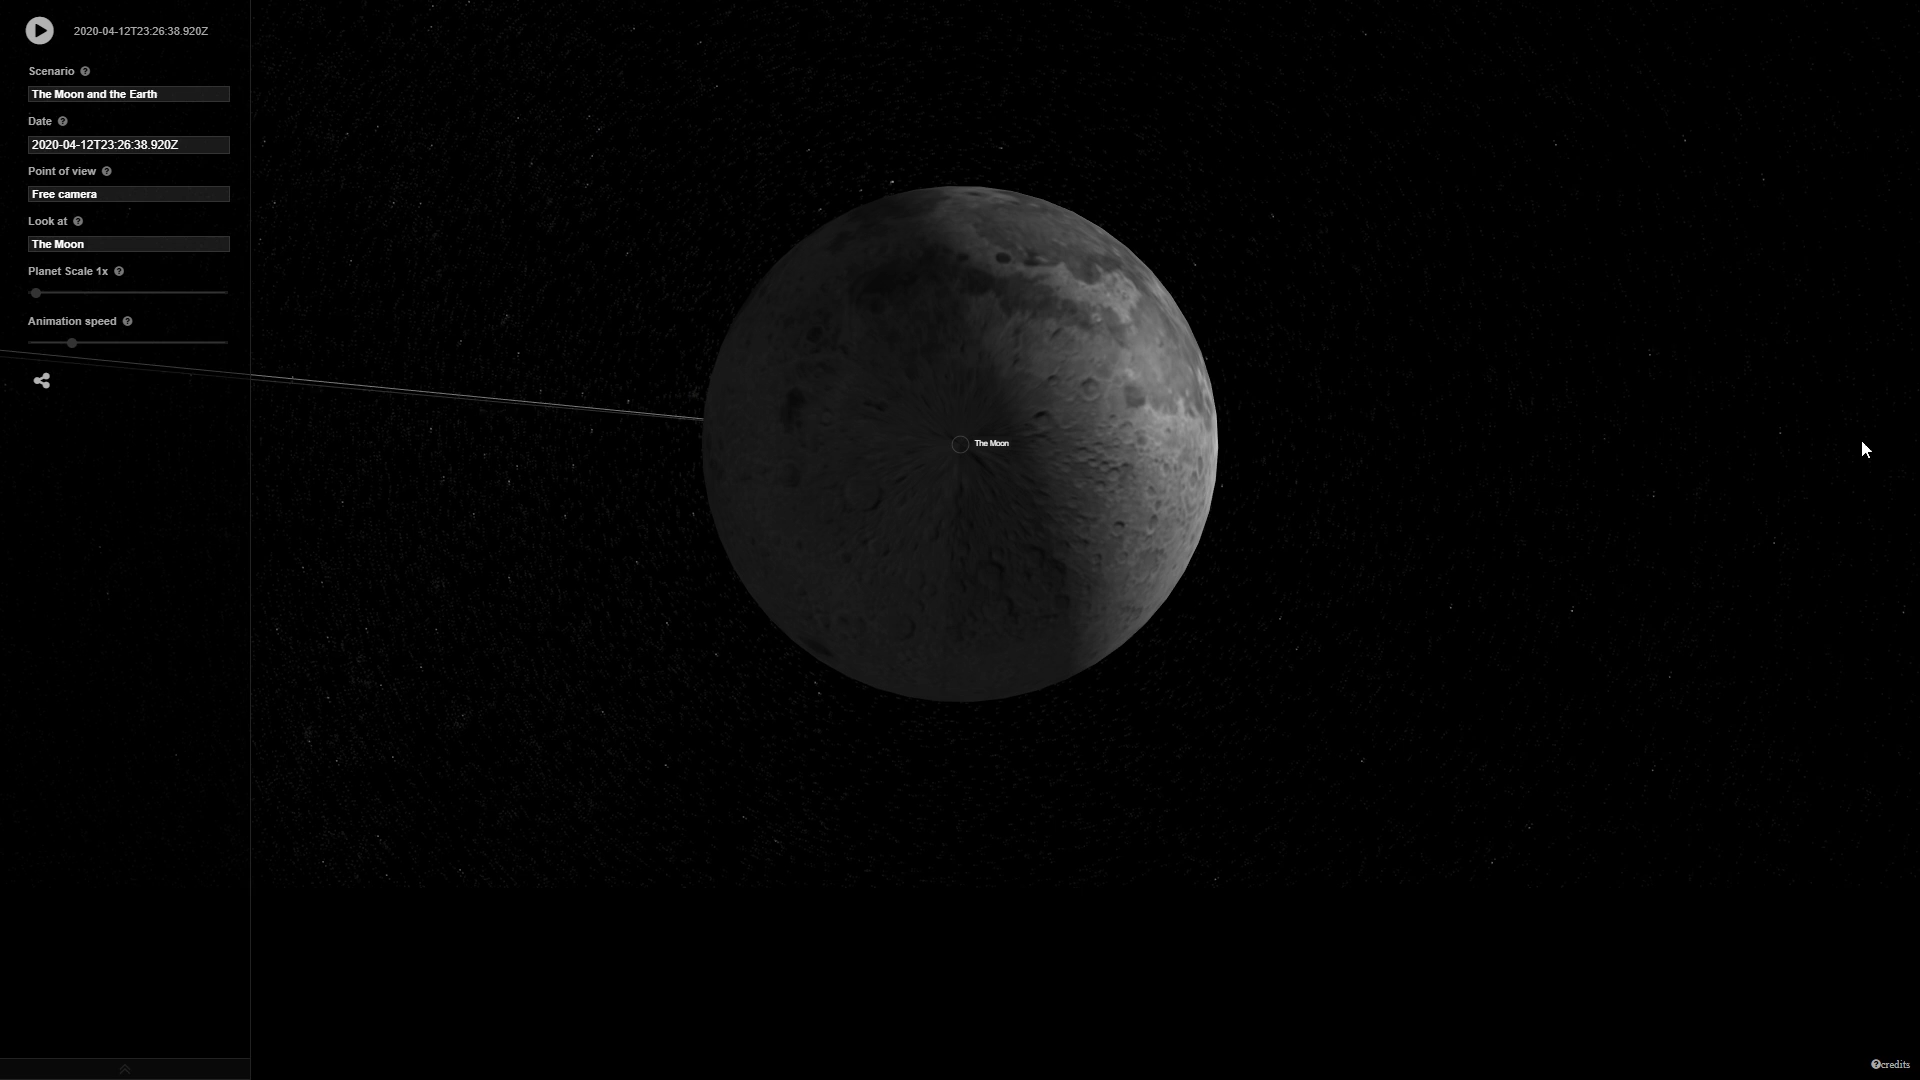 2020-04-12T23:26:38.920Z
Scenario
The Moon and the Earth
Date
2020-04-12T23:26:38.920Z
Point of view
Free camera
Look at
The Moon
Planet Scale 1x
Animation speed
The Moon
credits